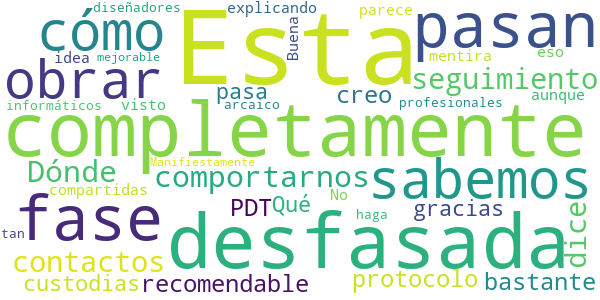 diseñadores explicando parece
cómo Esta pasan
Buena
idea mejorable mentira eso
obrar pasa creo seguimiento
informáticos visto arcaico profesionales aunque
completamente
Manifiestamente
Dónde comportarnos sabemos
compartidas No
fase PDT Qué gracias
haga
tan desfasada dice
contactos
custodias recomendable protocolo bastante